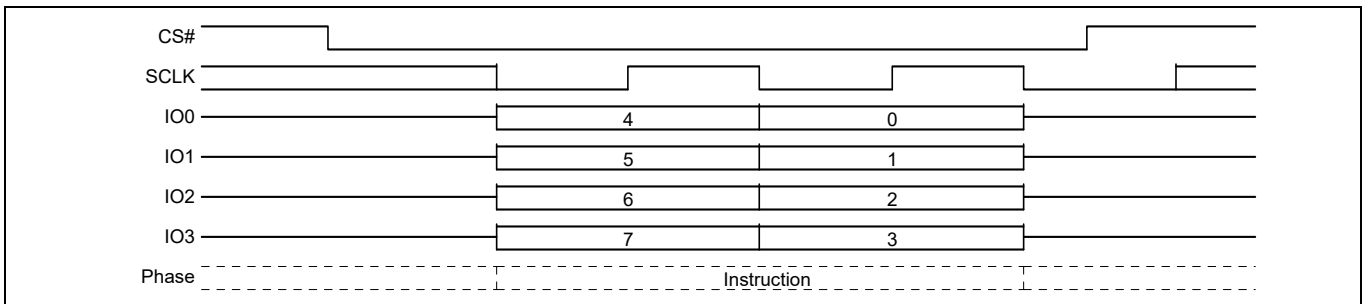 CS#
SCLK
IO0 4 0
IO1 5 1
IO2 6 2
IO3 7 3
Phase Instruction